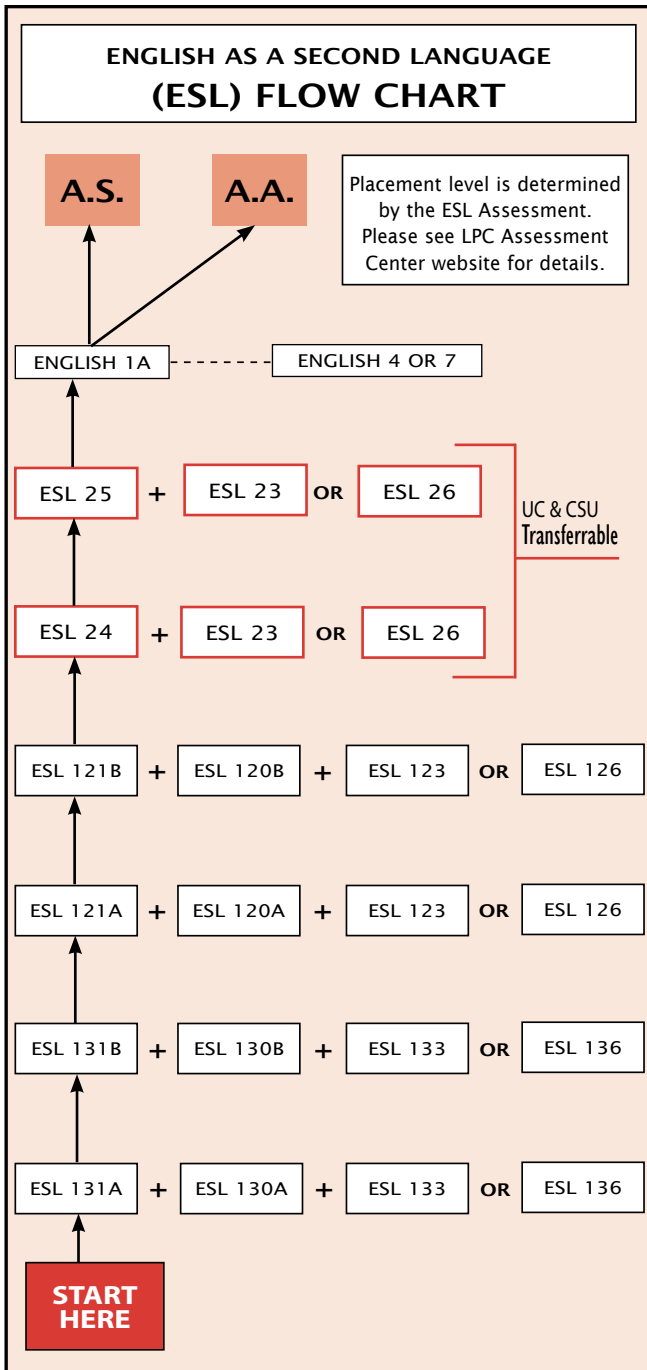 ENGLISH AS A SECOND LANGUAGE
(ESL) FLOW CHART
A.S.
A.A.
Placement level is determined
by the ESL Assessment.
Please see LPC Assessment
Center website for details.
ENGLISH 1A
ENGLISH 4 OR 7
ESL 25 + ESL 23 OR ESL 26
UC & CSU
Transferrable
ESL 24 + ESL 23 OR ESL 26
ESL 121B + ESL 120B + ESL 123 OR ESL 126
ESL 121A + ESL 120A + ESL 123 OR ESL 126
ESL 131B + ESL 130B + ESL 133 OR ESL 136
ESL 131A + ESL 130A + ESL 133 OR ESL 136
START
HERE